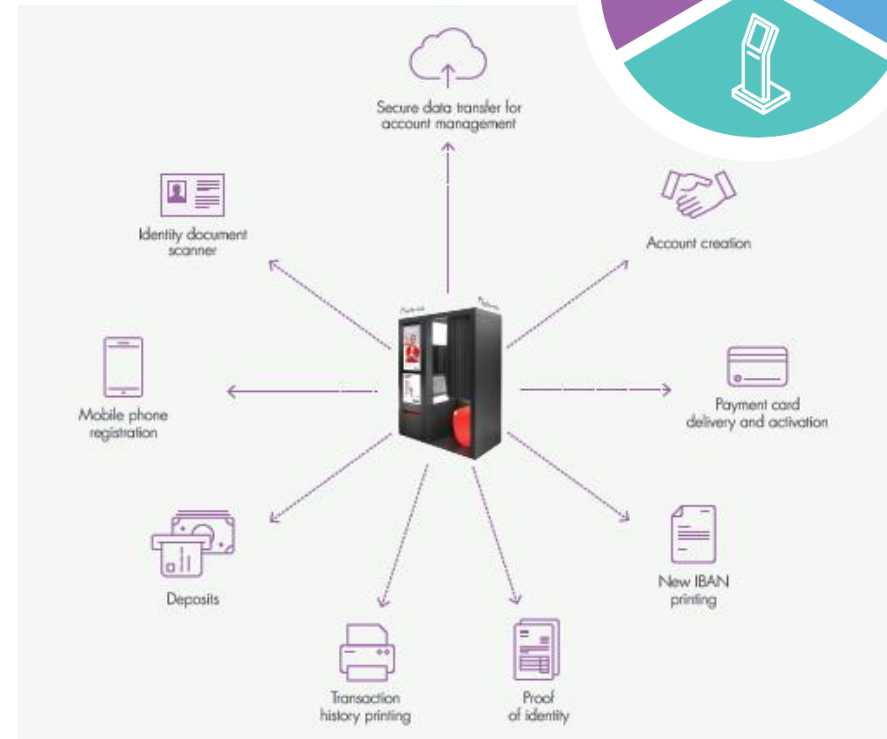 Secure data transfer for
account management
Identity document
scanner
Account creation
Mobile phone
registration
Payment card
delivery and activation
Deposits
New IBAN
printing
Transaction
history printing
Proof
of identity